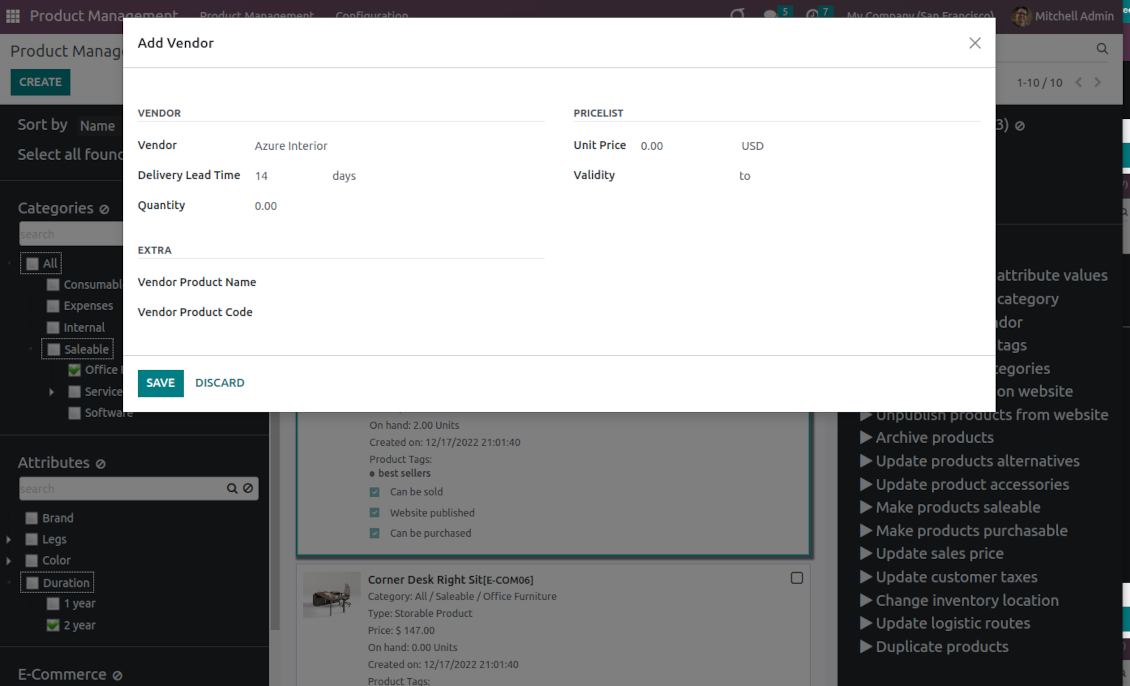 Product Management Product Management Configuration 5 7 My Company (San Francisco) Mitchell Admin
Product Manag
CREATE
1-10 / 10
Sort by Name
Select all found
3)
Categories
search
All
Consumabl
Expenses
Internal
Saleable
Office
Service
Software
Attributes
search
Brand
Legs
Color
Duration
1 year
2 year
E-Commerce
Add Vendor
VENDOR
Vendor Azure Interior
Delivery Lead Time 14 days
Quantity 0.00
EXTRA
Vendor Product Name
Vendor Product Code
PRICELIST
Unit Price 0.00 USD
Validity to
SAVE DISCARD
On hand: 2.00 Units
Created on: 12/17/2022 21:01:40
Product Tags:
best sellers
Can be sold
Website published
Can be purchased
Corner Desk Right Sit[E-COM06]
Category: All / Saleable / Office Furniture
Type: Storable Product
Price: $ 147.00
On hand: 0.00 Units
Created on: 12/17/2022 21:01:40
Product Tags:
attribute values
category
ndor
tags
tegories
on website
Unpublish products from website
Archive products
Update products alternatives
Update product accessories
Make products saleable
Make products purchasable
Update sales price
Update customer taxes
Change inventory location
Update logistic routes
Duplicate products